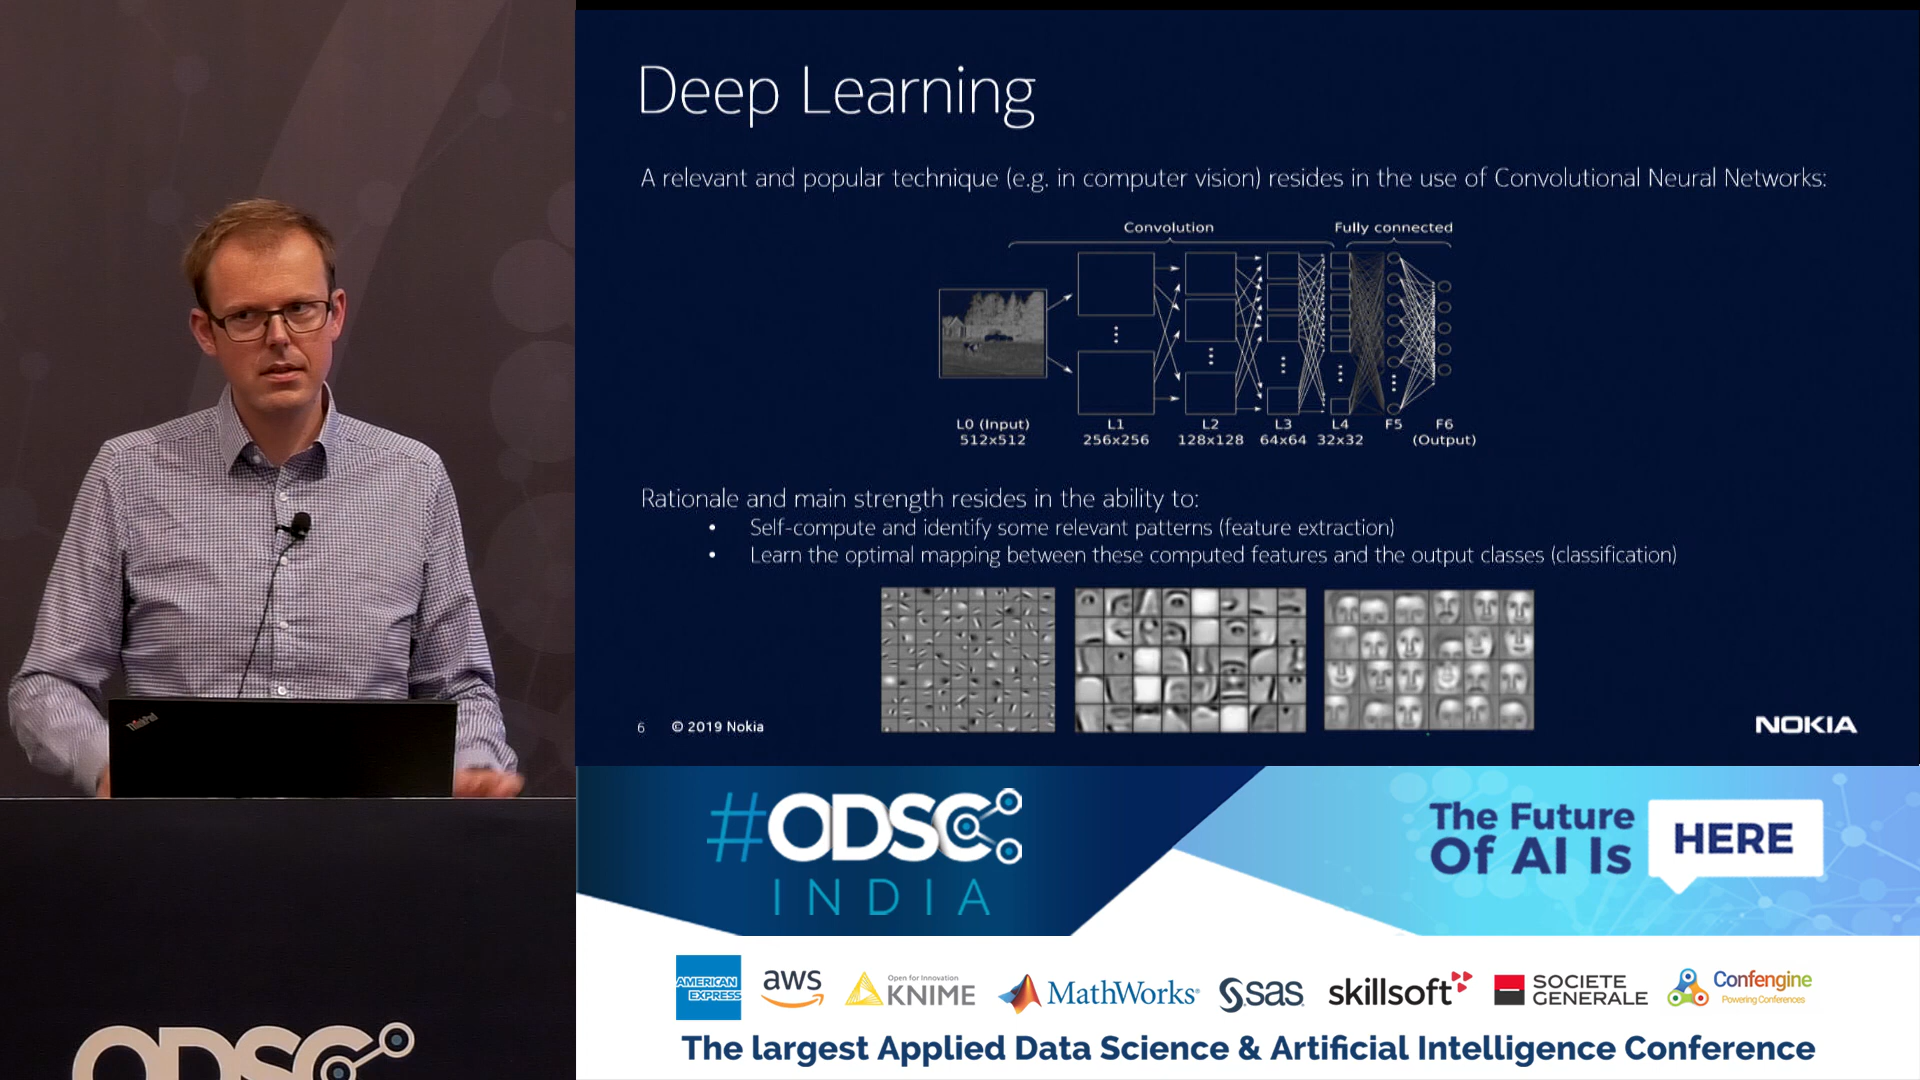 Deep Learning
A relevant and popular technique (e.g. in computer vision) resides in the use of Convolutional Neural Networks:
Convolution
Fully connected
L0 (Input)
512x512
L1
256x256
L2
128x128
L3
64x64
L4
32x32
F5
F6
(Output)
Rationale and main strength resides in the ability to:
• Self-compute and identify some relevant patterns (feature extraction)
• Learn the optimal mapping between these computed features and the output classes (classification)
6 © 2019 Nokia
NOKIA
ThinkPad
#ODSC
INDIA
The Future
Of AI Is
HERE
AMERICAN
EXPRESS
aws
Open for Innovation
KNIME
MathWorks®
SSAS
skillsoft
SOCIETE
GENERALE
Confengine
Powering Conferences
The largest Applied Data Science & Artificial Intelligence Conference
ODSC